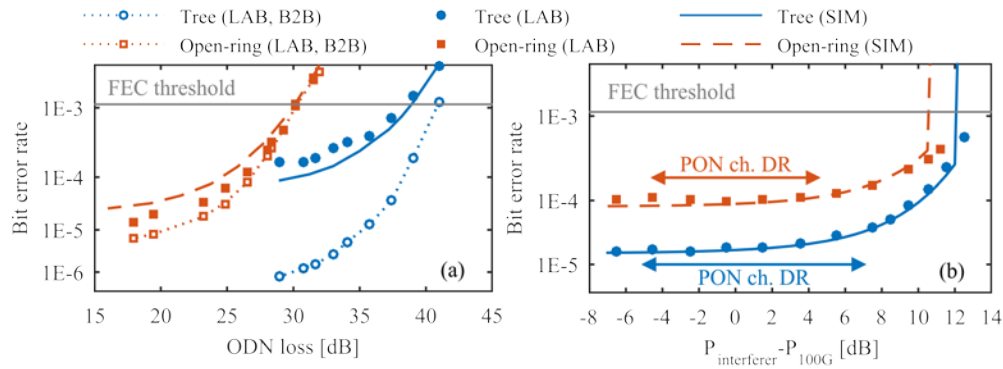 Tree (LAB, B2B) Tree (LAB) Tree (SIM)
Open-ring (LAB, B2B) Open-ring (LAB) Open-ring (SIM)
FEC threshold
1E-3
1E-4
1E-5
1E-6
Bit error rate
(a)
16 20 25 30 35 40 45
ODN loss [dB]
FEC threshold
1E-3
PON ch. DR
1E-4
1E-5
PON ch. DR
Bit error rate
(b)
-8 -6 -4 -2 0 2 4 6 8 10 12 14
P_interferer-P_100G [dB]